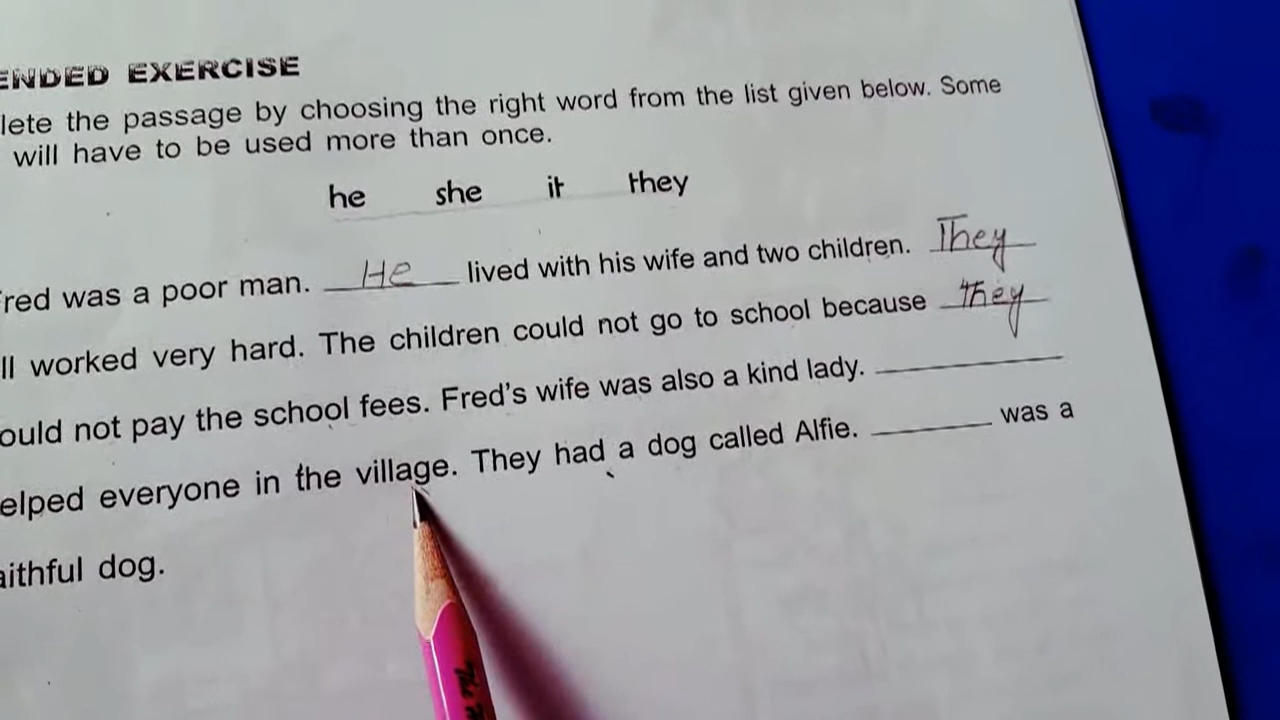 ENDED EXERCISE
lete the passage by choosing the right word from the list given below. Some
will have to be used more than once.
he she it they
Fred was a poor man. He lived with his wife and two children. They
ll worked very hard. The children could not go to school because they
ould not pay the school fees. Fred's wife was also a kind lady. ________
elped everyone in the village. They had a dog called Alfie. ________ was a
aithful dog.